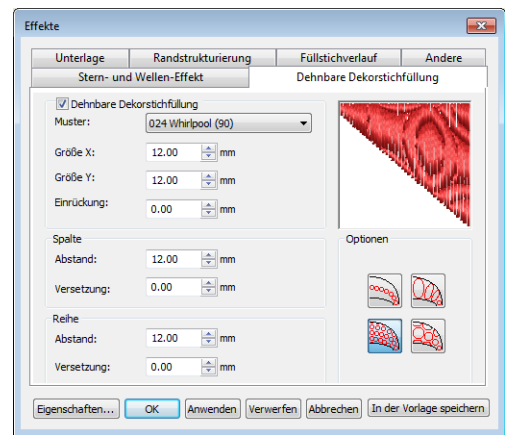 Effekte
Unterlage Randstrukturierung Füllstichverlauf Andere
Stern- und Wellen-Effekt Dehnbare Dekorstichfüllung
Dehnbare Dekorstichfüllung
Muster: 024 Whirlpool (90)
Größe X: 12.00 mm
Größe Y: 12.00 mm
Einrückung: 0.00 mm
Spalte
Abstand: 12.00 mm
Versetzung: 0.00 mm
Optionen
Reihe
Abstand: 12.00 mm
Versetzung: 0.00 mm
Eigenschaften... OK Anwenden Verwerfen Abbrechen In der Vorlage speichern